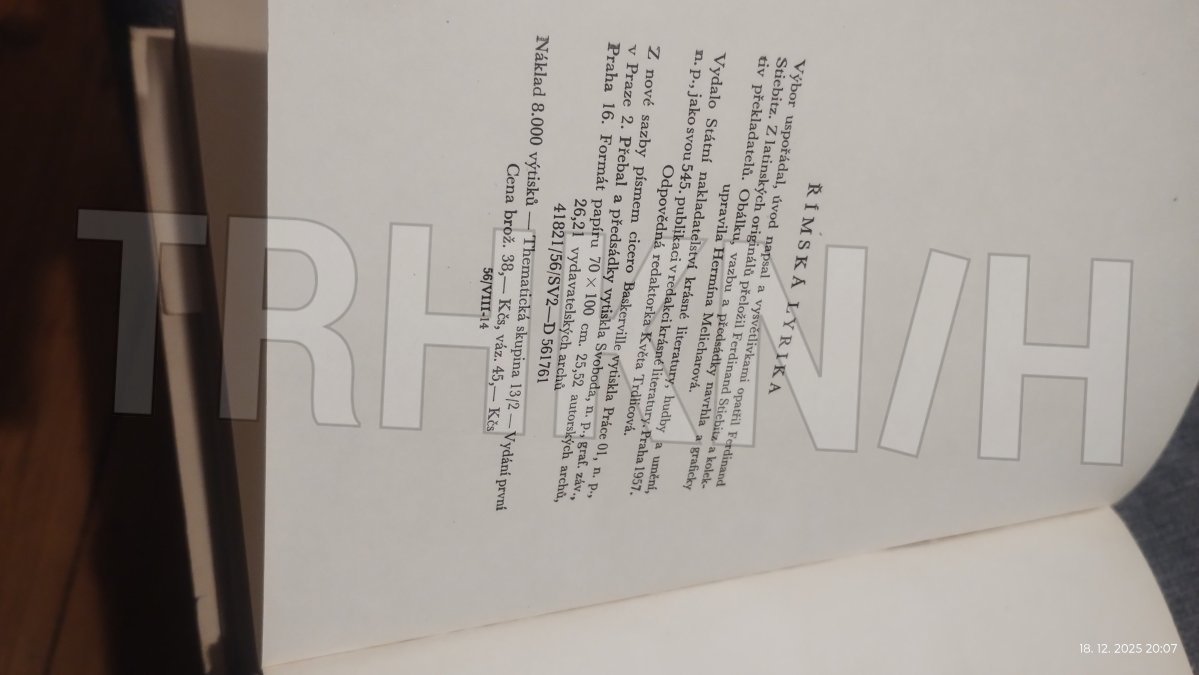 ŘÍMSKÁ LYRIKA
Výbor uspořádal, úvod napsal a vysvětlivkami opatřil Ferdinand
Stiebitz. Z latinských originálů přeložil Ferdinand Stiebitz a kolek-
tiv překladatelů. Obálku, vazbu a předsádky navrhla a graficky
upravila Hermína Melicharová.
Vydalo Státní nakladatelství krásné literatury, hudby a umění,
n. p., jako svou 545. publikaci v redakci krásné literatury. Praha 1957.
Odpovědná redaktorka Květa Trdlicová.
Z nové sazby písmem cicero Baskerville vytiskla Práce 01, n. p.,
v Praze 2. Přebal a předsádky vytiskla Svoboda, n. p., graf. záv.,
Praha 16. Formát papíru 70 × 100 cm. 25,52 autorských archů,
26,21 vydavatelských archů
41821/56/SV2—D 561761
Náklad 8.000 výtisků — Thematická skupina 13/2 — Vydání první
Cena brož. 38,— Kčs, váz. 45,— Kčs
56/VIII-14
18. 12. 2025 20:07